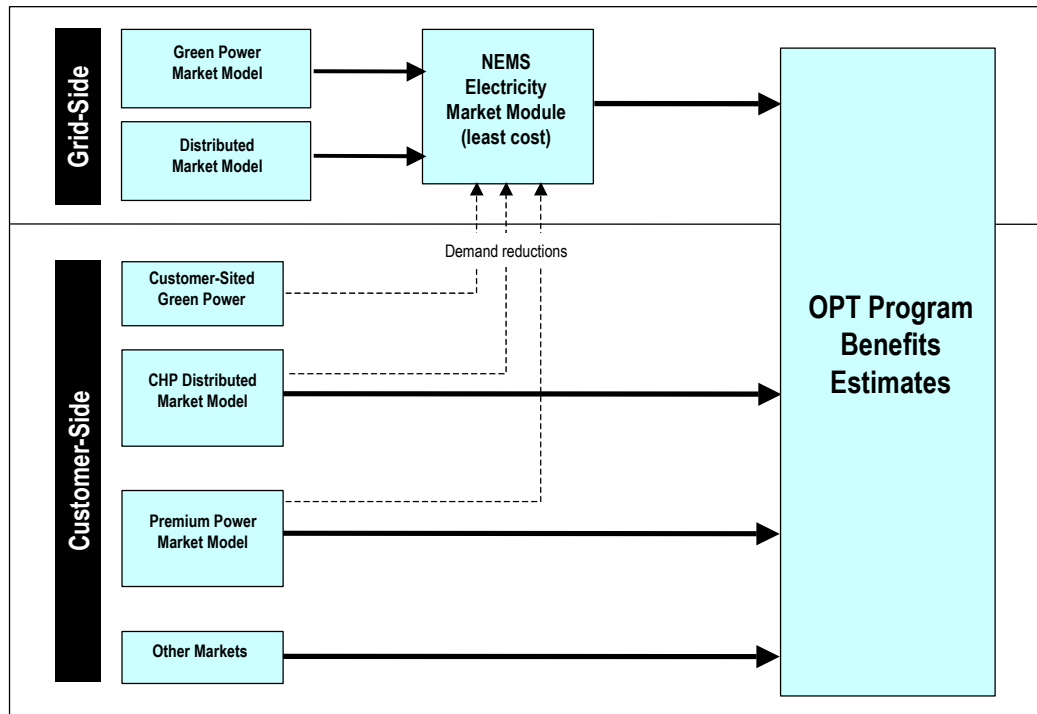 Grid-Side
Green Power
Market Model
Distributed
Market Model
NEMS
Electricity
Market Module
(least cost)
Demand reductions
Customer-Side
Customer-Sited
Green Power
CHP Distributed
Market Model
Premium Power
Market Model
Other Markets
OPT Program
Benefits
Estimates